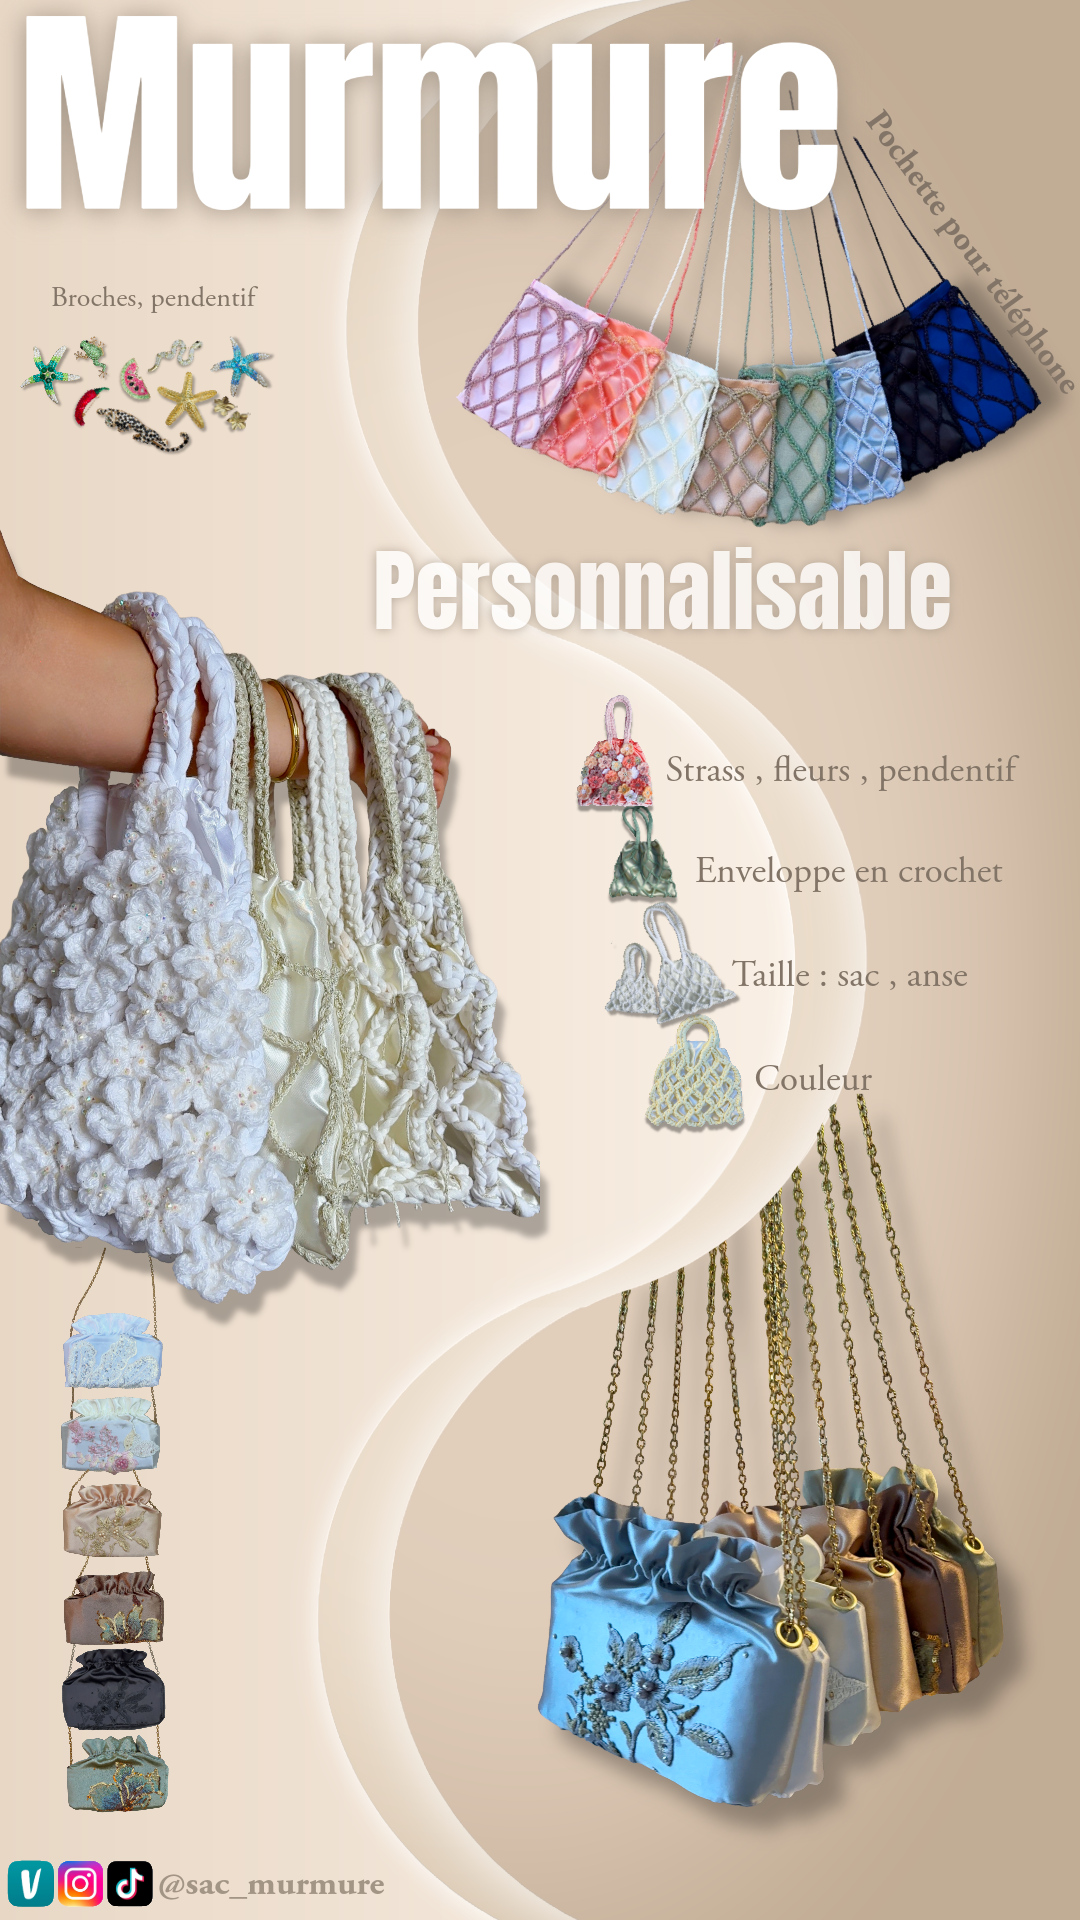 Murmure
Pochette pour téléphone
Broches, pendentif
Personnalisable
Strass , fleurs , pendentif
Enveloppe en crochet
Taille : sac , anse
Couleur
@sac_murmure